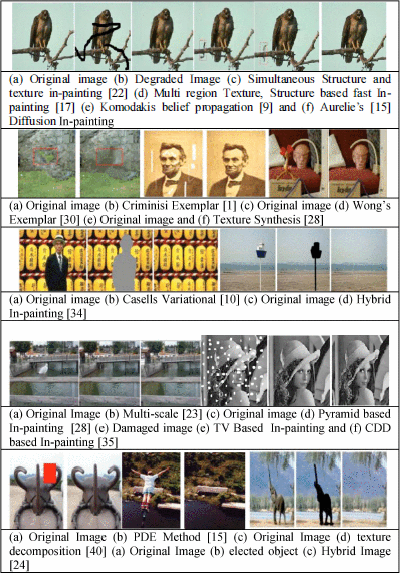 (a) Original image (b) Degraded Image (c) Simultaneous Structure and
texture in-painting [22] (d) Multi region Texture, Structure based fast In-
painting [17] (e) Komodakis belief propagation [9] and (f) Aurelie's [15]
Diffusion In-painting
(a) Original image (b) Criminisi Exemplar [1] (c) Original image (d) Wong's
Exemplar [30] (e) Original image and (f) Texture Synthesis [28]
(a) Original image (b) Casells Variational [10] (c) Original image (d) Hybrid
In-painting [34]
(a) Original Image (b) Multi-scale [23] (c) Original image (d) Pyramid based
In-painting [28] (e) Damaged image (e) TV Based In-painting and (f) CDD
based In-painting [35]
(a) Original Image (b) PDE Method [15] (c) Original Image (d) texture
decomposition [40] (a) Original Image (b) elected object (c) Hybrid Image
[24]